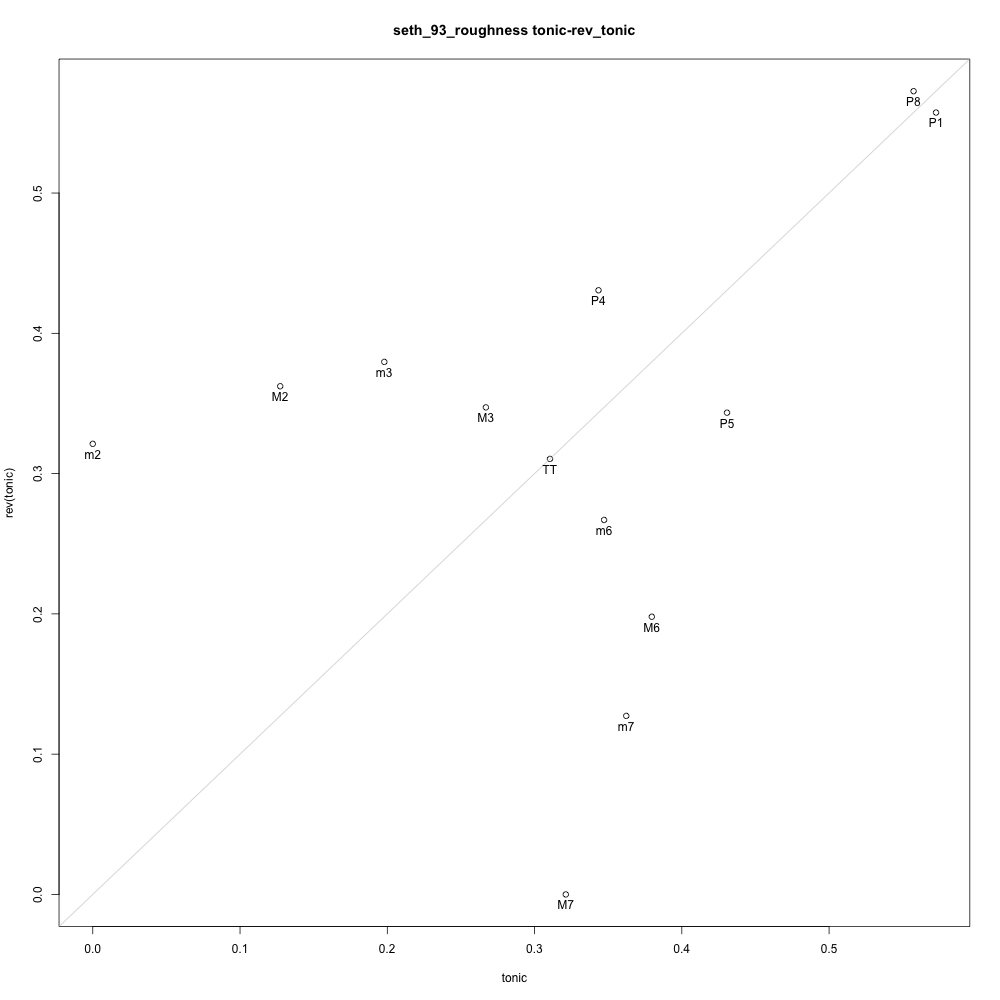 seth_93_roughness tonic-rev_tonic
P8
P1
0.5
P4
0.4
m3
M2
M3
P5
m2
TT
0.3
rev(tonic)
m6
0.2
M6
m7
0.1
0.0
M7
0.0 0.1 0.2 0.3 0.4 0.5
tonic